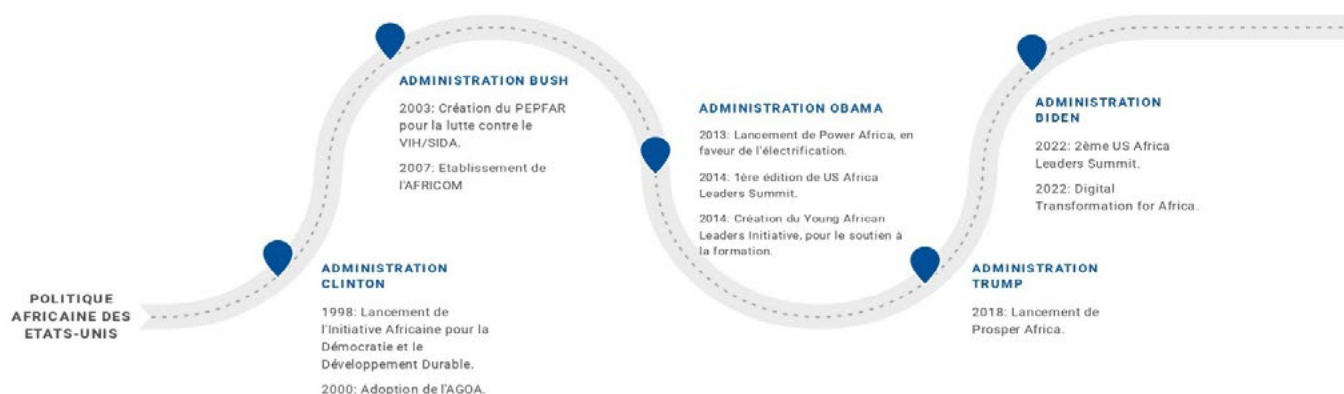 POLITIQUE
AFRICAINE DES
ETATS-UNIS
ADMINISTRATION
CLINTON
1998: Lancement de
l'Initiative Africaine pour la
Démocratie et le
Développement Durable.
2000: Adoption de l'AGOA.
ADMINISTRATION BUSH
2003: Création du PEPFAR
pour la lutte contre le
VIH/SIDA.
2007: Etablissement de
l'AFRICOM
ADMINISTRATION OBAMA
2013: Lancement de Power Africa, en
faveur de l'électrification.
2014: 1ère édition de US Africa
Leaders Summit.
2014: Création du Young African
Leaders Initiative, pour le soutien à
la formation.
ADMINISTRATION
TRUMP
2018: Lancement de
Prosper Africa.
ADMINISTRATION
BIDEN
2022: 2ème US Africa
Leaders Summit.
2022: Digital
Transformation for Africa.